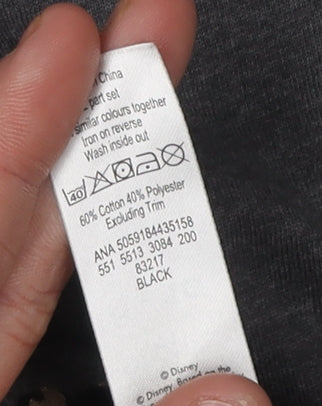 n China
- part set
similar colours together
Iron on reverse
Wash inside out
40
60% Cotton 40% Polyester
Excluding Trim
ANA 5059184435158
551 5513 3084 200
83217
BLACK
© Disney
© Disney. Based on the